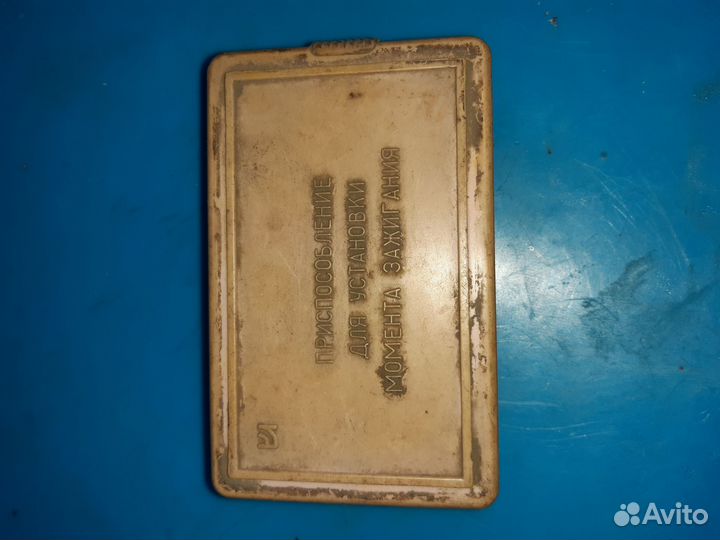 ПРИСПОСОБЛЕНИЕ
ДЛЯ УСТАНОВКИ
МОМЕНТА ЗАЖИГАНИЯ
Avito